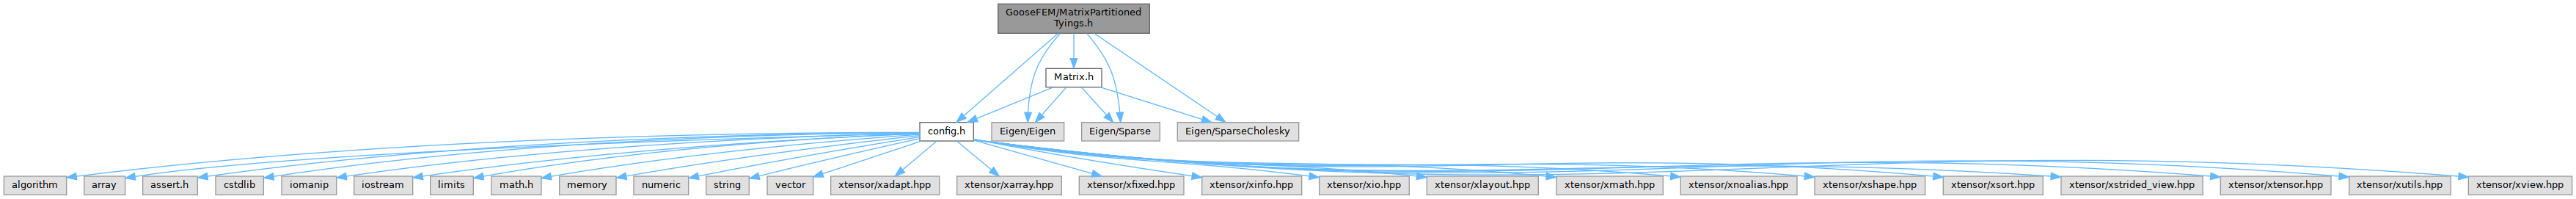 GooseFEM/MatrixPartitioned
Tyings.h
Matrix.h
config.h
Eigen/Eigen
Eigen/Sparse
Eigen/SparseCholesky
algorithm
array
assert.h
cstdlib
iomanip
iostream
limits
math.h
memory
numeric
string
vector
xtensor/xadapt.hpp
xtensor/xarray.hpp
xtensor/xfixed.hpp
xtensor/xinfo.hpp
xtensor/xio.hpp
xtensor/xlayout.hpp
xtensor/xmath.hpp
xtensor/xnoalias.hpp
xtensor/xshape.hpp
xtensor/xsort.hpp
xtensor/xstrided_view.hpp
xtensor/xtensor.hpp
xtensor/xutils.hpp
xtensor/xview.hpp